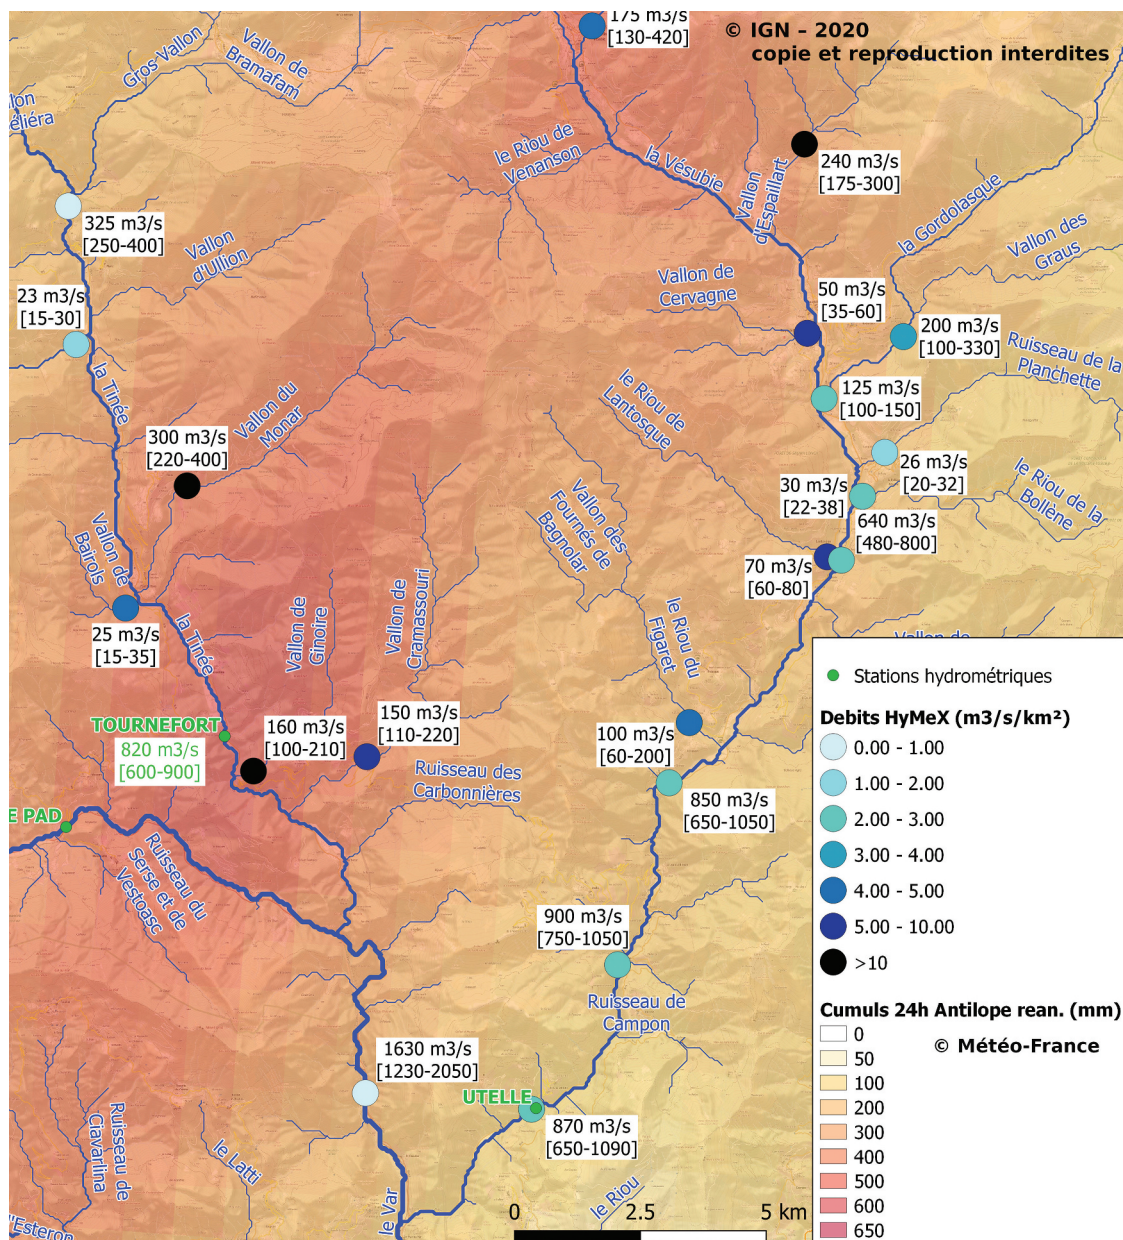 175 m3/s
[130-420]
© IGN – 2020
copie et reproduction interdites
Gros Vallon
Vallon de
Bramafam
le Riou de
Venanson
la Vésubie
Vallon
d'Espaillart
240 m3/s
[175-300]
la Gordolasque
Vallon des
Graus
325 m3/s
[250-400]
Vallon
d'Ullion
Vallon de
Cervagne
50 m3/s
[35-60]
23 m3/s
[15-30]
200 m3/s
[100-330]
Ruisseau de la
Planchette
la Tinée
le Riou de
Lantosque
125 m3/s
[100-150]
Vallon du
Monar
300 m3/s
[220-400]
26 m3/s
[20-32]
le Riou de la
Bolène
30 m3/s
[22-38]
640 m3/s
[480-800]
Vallon des
Fournés de
Bagnolar
Vallon de
Bairols
70 m3/s
[60-80]
25 m3/s
[15-35]
la Tinée
Vallon de
Ginoire
Vallon de
Cramassouri
le Riou du
Figaret
Vallon de
TOURNEFORT
820 m3/s
[600-900]
160 m3/s
[100-210]
150 m3/s
[110-220]
100 m3/s
[60-200]
Ruisseau des
Carbonnières
850 m3/s
[650-1050]
E PAD
Ruisseau du
Serse et de
Vestoasc
900 m3/s
[750-1050]
Ruisseau de
Campon
1630 m3/s
[1230-2050]
UTELLE
870 m3/s
[650-1090]
Ruisseau de
Clavarlina
le Latti
le Var
le Riou
d'Esteron
0 2.5 5 km
Stations hydrométriques
Debits HyMeX (m3/s/km²)
0.00 - 1.00
1.00 - 2.00
2.00 - 3.00
3.00 - 4.00
4.00 - 5.00
5.00 - 10.00
>10
Cumuls 24h Antilope rean. (mm)
0
© Météo-France
50
100
200
300
400
500
600
650